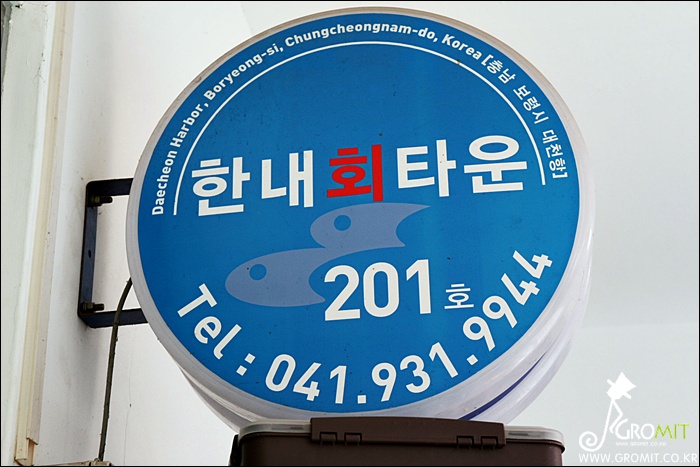 Daecheon Harbor, Boryeong-si, Chungcheongnam-do, Korea [충남 보령시 대천항]
한내회타운
201호
Tel : 041.931.9944
GROMIT
WWW.GROMIT.CO.KR